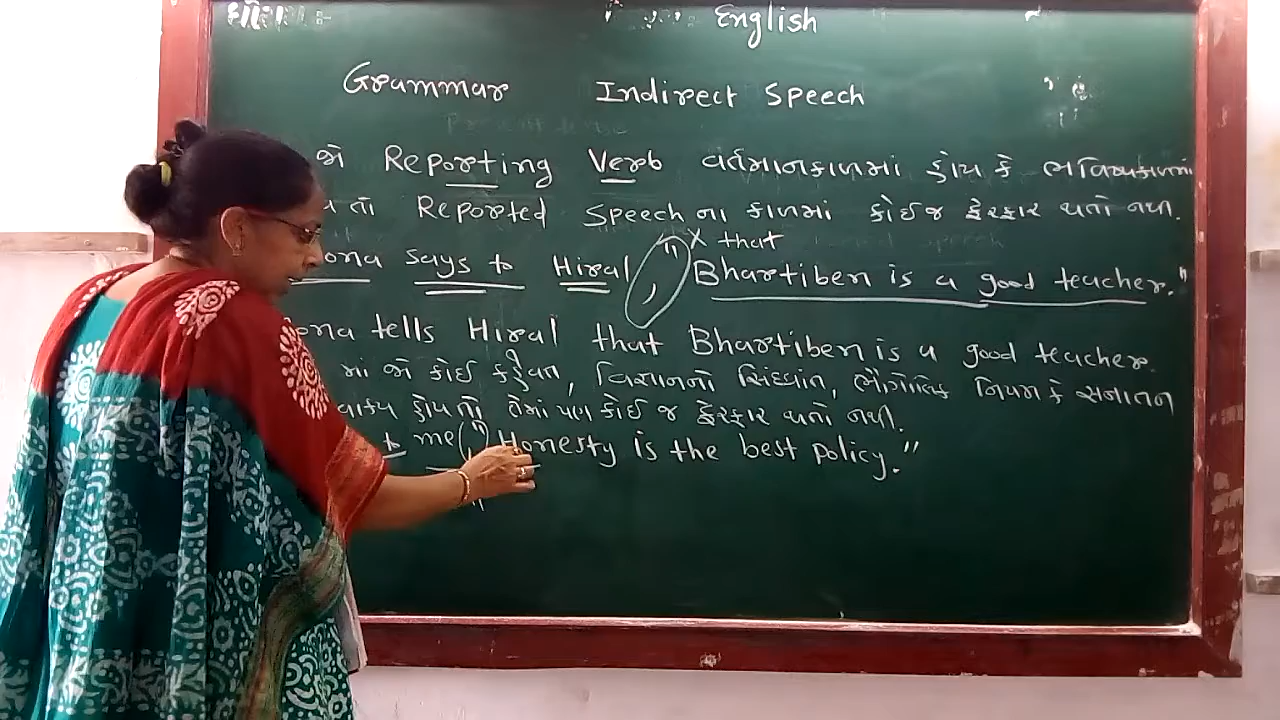 English
Grammar Indirect Speech
જો Reporting Verb વર્તમાનકાળમાં હોય કે ભવિષ્યકાળમાં
તો Reported Speech ના કાળમાં કોઈ જ ફેરફાર થતો નથી.
x that
says to Hiral , " Bhartiben is a good teacher."
tells Hiral that Bhartiben is a good teacher.
માં જો કોઈ કહેવત, વિજ્ઞાનનો સિદ્ધાંત, ભૌગોલિક નિયમ કે સનાતન
વાક્ય હોય તો તેમાં પણ કોઈ જ ફેરફાર થતો નથી.
to me , " Honesty is the best policy."